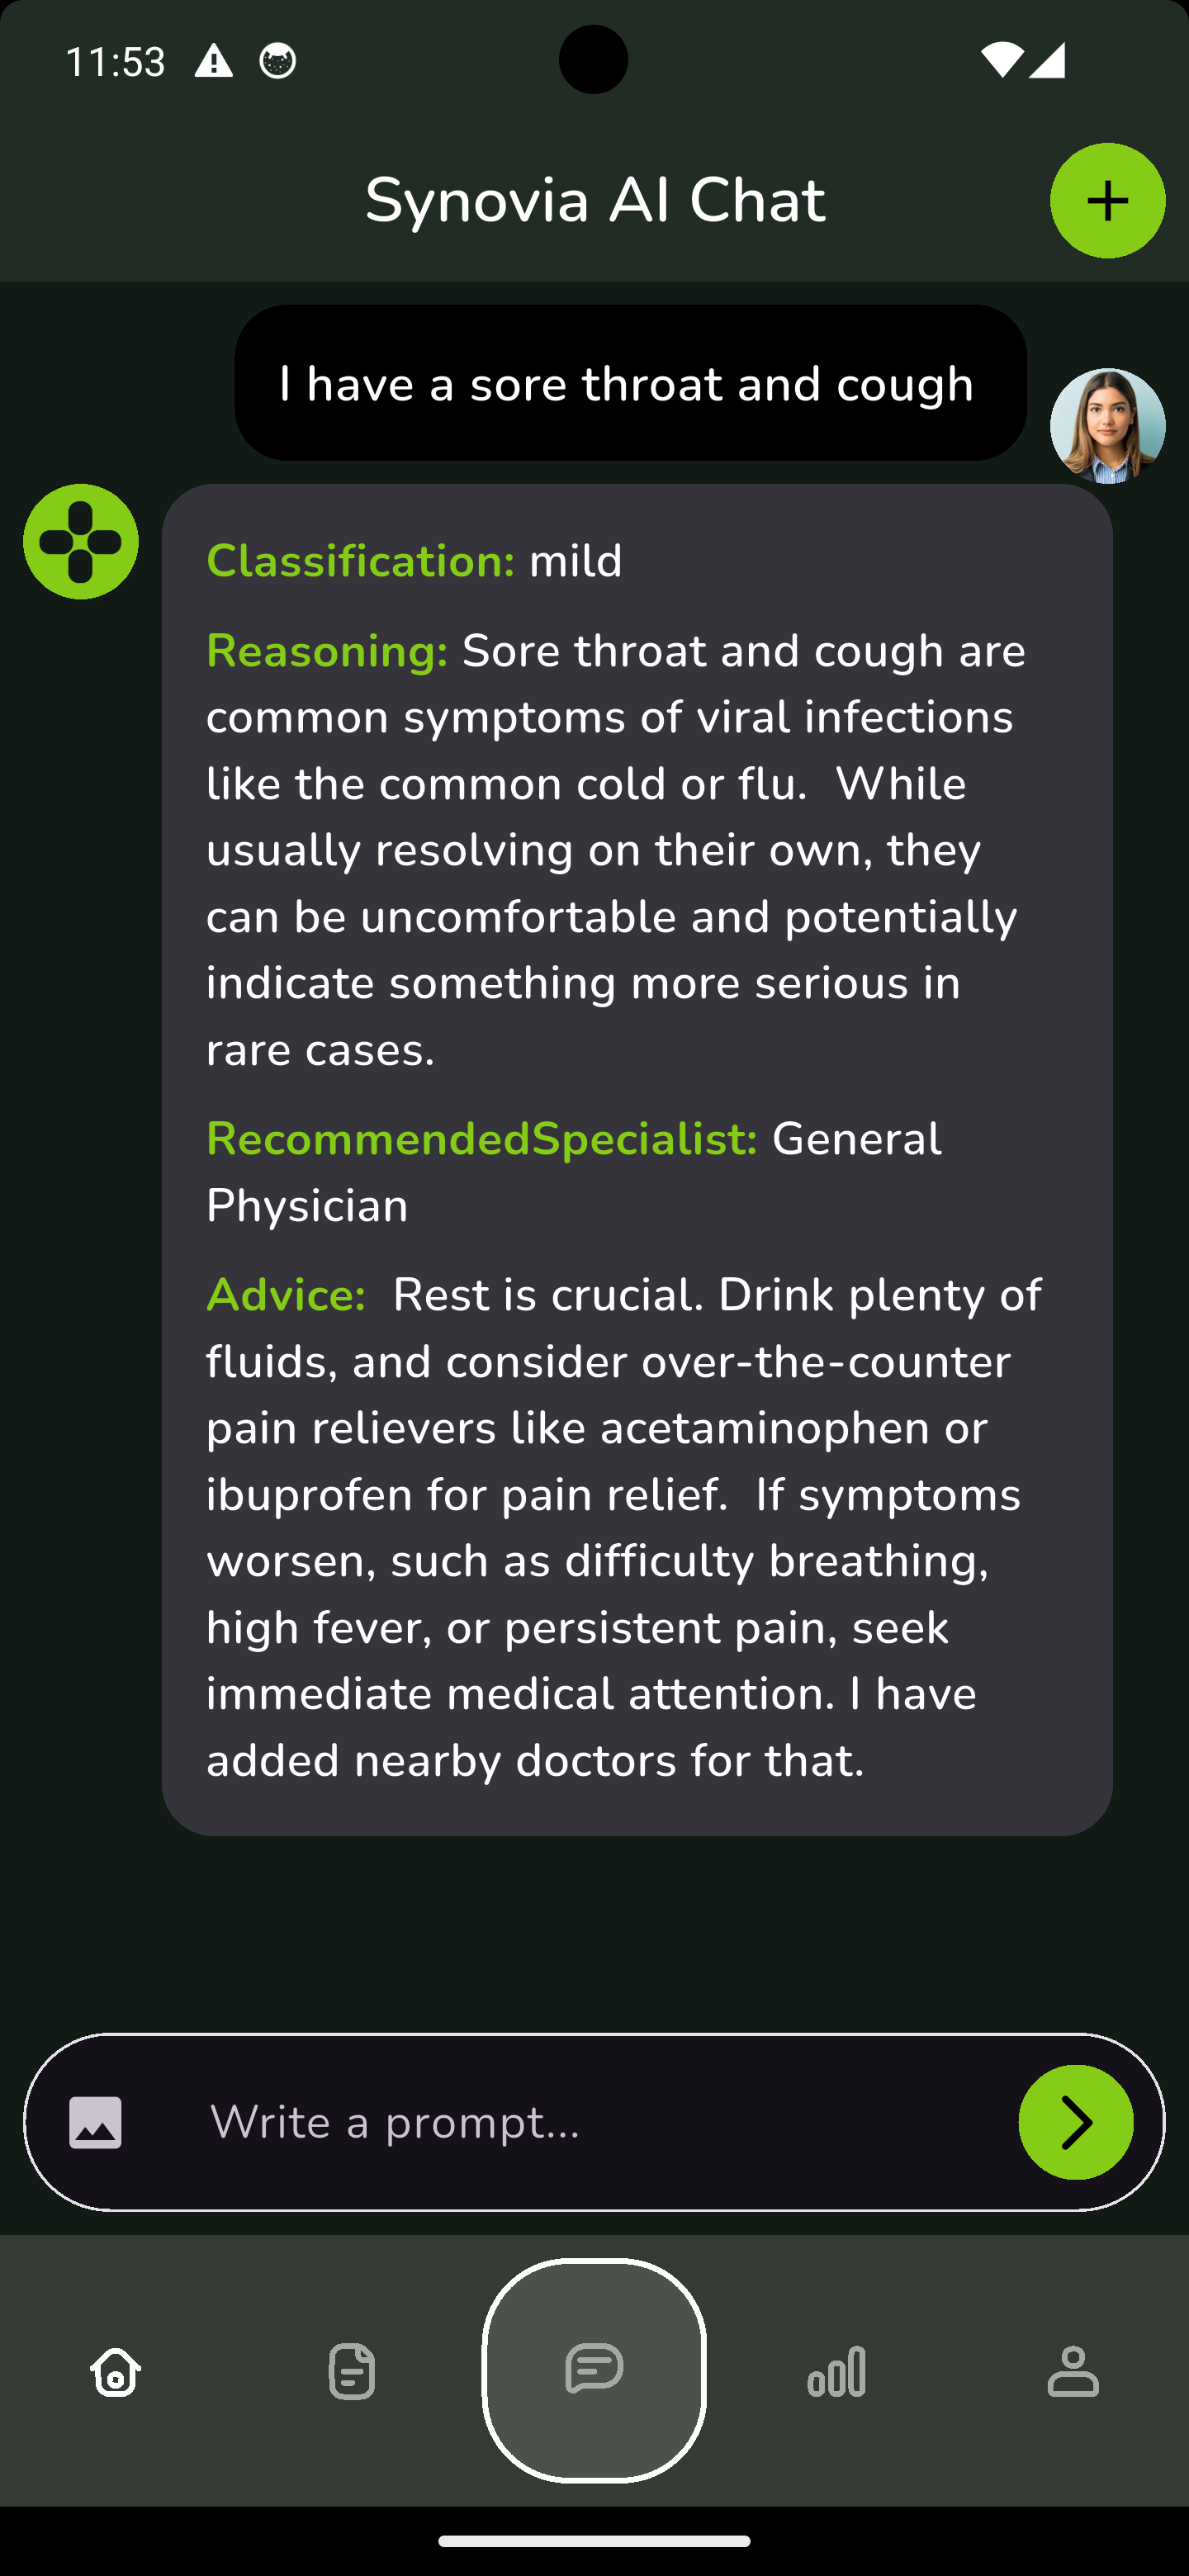 11:53
Synovia AI Chat
I have a sore throat and cough
Classification: mild
Reasoning: Sore throat and cough are
common symptoms of viral infections
like the common cold or flu.  While
usually resolving on their own, they
can be uncomfortable and potentially
indicate something more serious in
rare cases.
RecommendedSpecialist: General
Physician
Advice:  Rest is crucial. Drink plenty of
fluids, and consider over-the-counter
pain relievers like acetaminophen or
ibuprofen for pain relief.  If symptoms
worsen, such as difficulty breathing,
high fever, or persistent pain, seek
immediate medical attention. I have
added nearby doctors for that.
Write a prompt...